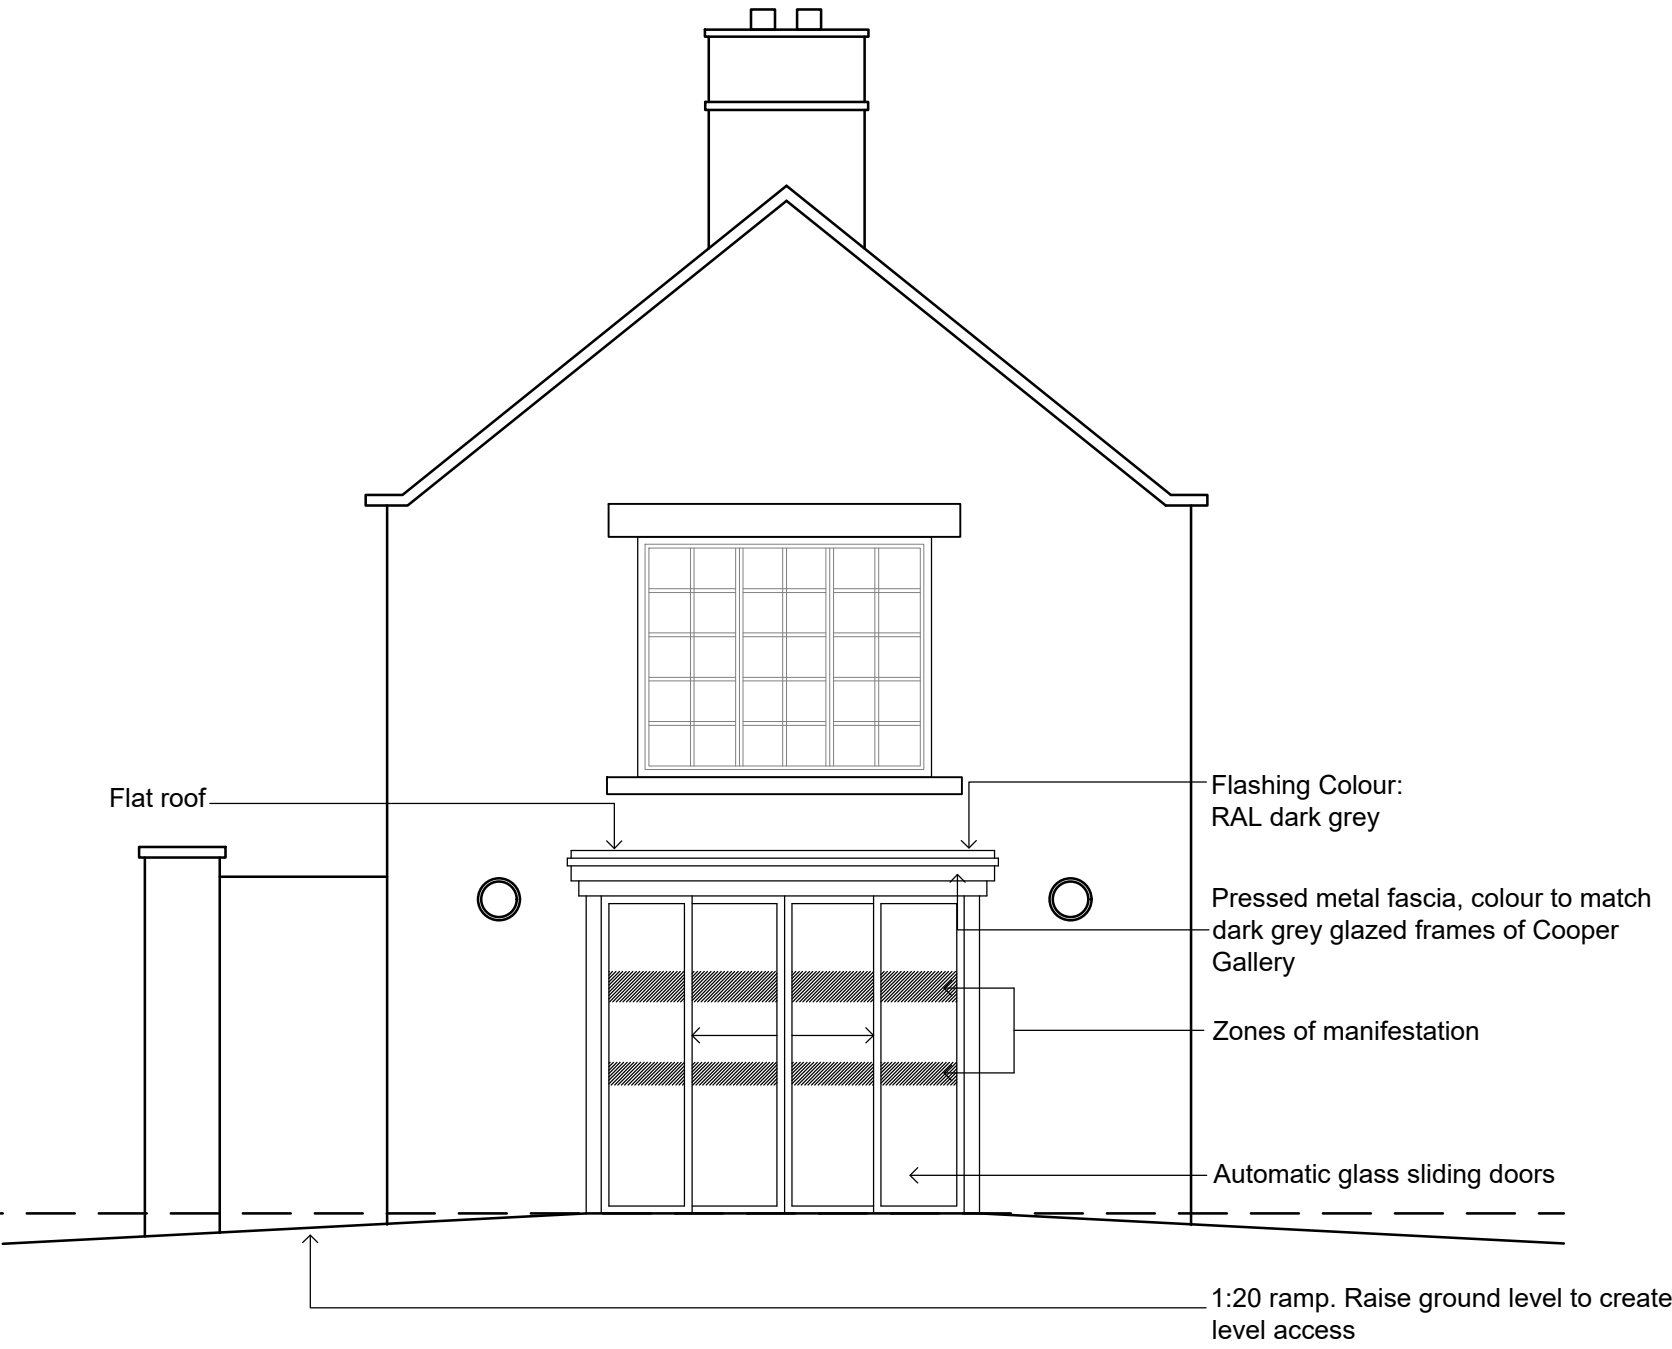 Flat roof
Flashing Colour:
RAL dark grey
Pressed metal fascia, colour to match
dark grey glazed frames of Cooper
Gallery
Zones of manifestation
Automatic glass sliding doors
1:20 ramp. Raise ground level to create
level access